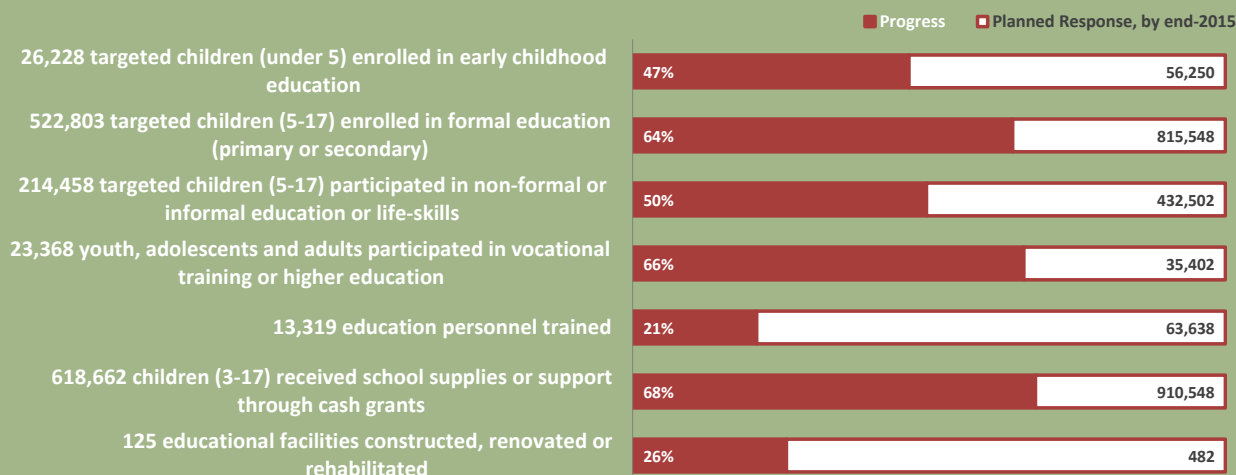 Progress Planned Response, by end-2015
26,228 targeted children (under 5) enrolled in early childhood
education
47% 56,250
522,803 targeted children (5-17) enrolled in formal education
(primary or secondary)
64% 815,548
214,458 targeted children (5-17) participated in non-formal or
informal education or life-skills
50% 432,502
23,368 youth, adolescents and adults participated in vocational
training or higher education
66% 35,402
13,319 education personnel trained
21% 63,638
618,662 children (3-17) received school supplies or support
through cash grants
68% 910,548
125 educational facilities constructed, renovated or
rehabilitated
26% 482